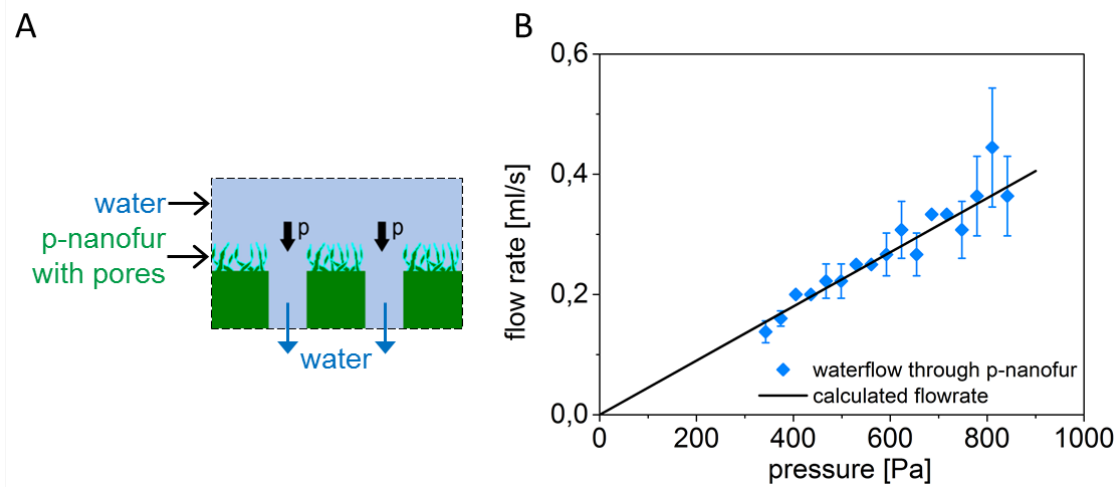 A
B
water
p-nanofur
with pores
p
p
water
flow rate [ml/s]
0,6
0,4
0,2
0,0
waterflow through p-nanofur
calculated flowrate
0
200
400
600
800
1000
pressure [Pa]